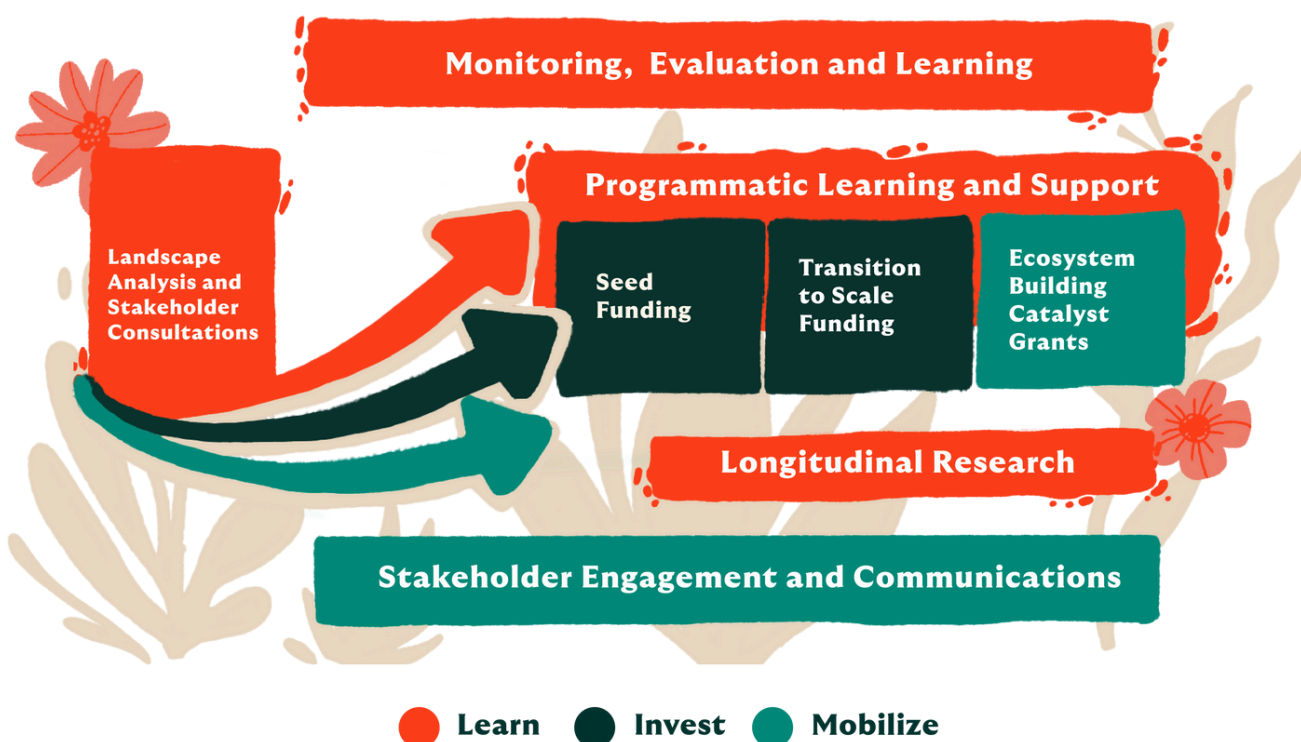 Monitoring, Evaluation and Learning
Programmatic Learning and Support
Landscape
Analysis and
Stakeholder
Consultations
Seed
Funding
Transition
to Scale
Funding
Ecosystem
Building
Catalyst
Grants
Longitudinal Research
Stakeholder Engagement and Communications
Learn
Invest
Mobilize